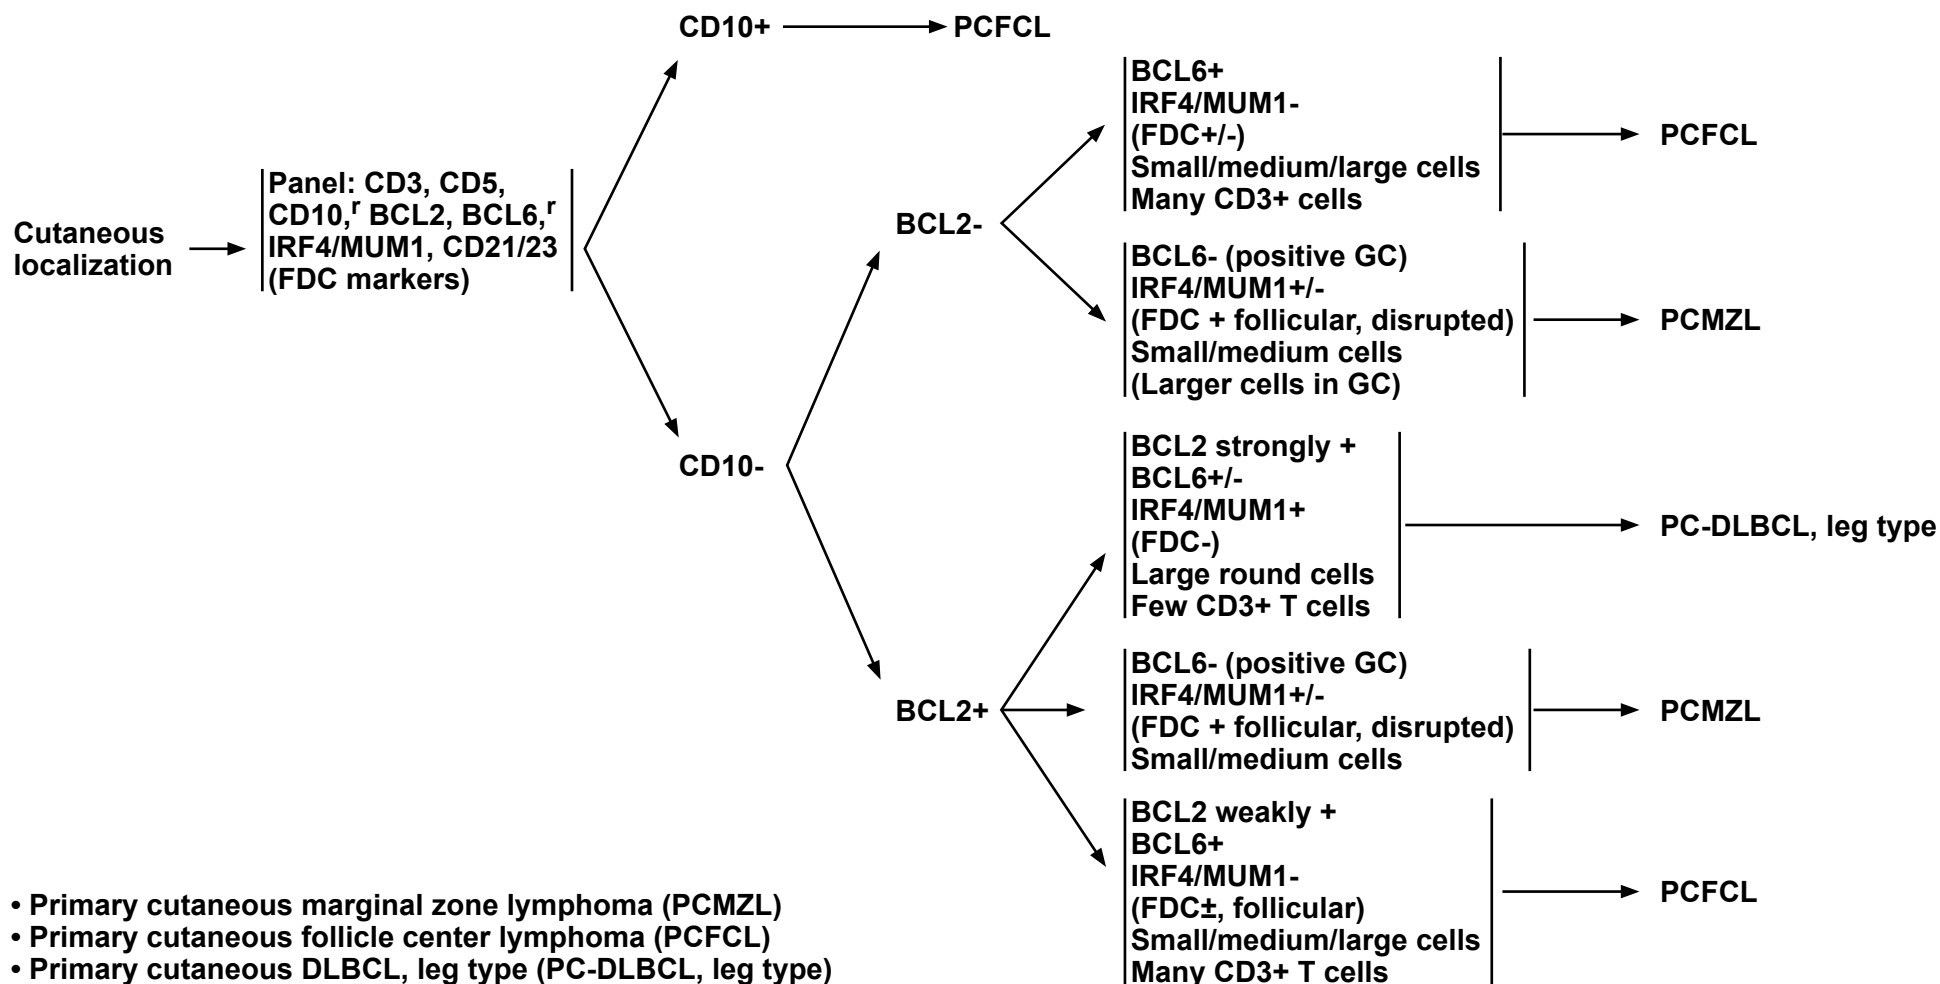 CD10+
PCFCL
Cutaneous
localization
Panel: CD3, CD5,
CD10,r BCL2, BCL6,r
IRF4/MUM1, CD21/23
(FDC markers)
BCL2-
BCL6+
IRF4/MUM1-
(FDC+/-)
Small/medium/large cells
Many CD3+ cells
PCFCL
BCL6- (positive GC)
IRF4/MUM1+/-
(FDC + follicular, disrupted)
Small/medium cells
(Larger cells in GC)
PCMZL
CD10-
BCL2 strongly +
BCL6+/-
IRF4/MUM1+
(FDC-)
Large round cells
Few CD3+ T cells
PC-DLBCL, leg type
BCL2+
BCL6- (positive GC)
IRF4/MUM1+/-
(FDC + follicular, disrupted)
Small/medium cells
PCMZL
BCL2 weakly +
BCL6+
IRF4/MUM1-
(FDC±, follicular)
Small/medium/large cells
Many CD3+ T cells
PCFCL
• Primary cutaneous marginal zone lymphoma (PCMZL)
• Primary cutaneous follicle center lymphoma (PCFCL)
• Primary cutaneous DLBCL, leg type (PC-DLBCL, leg type)